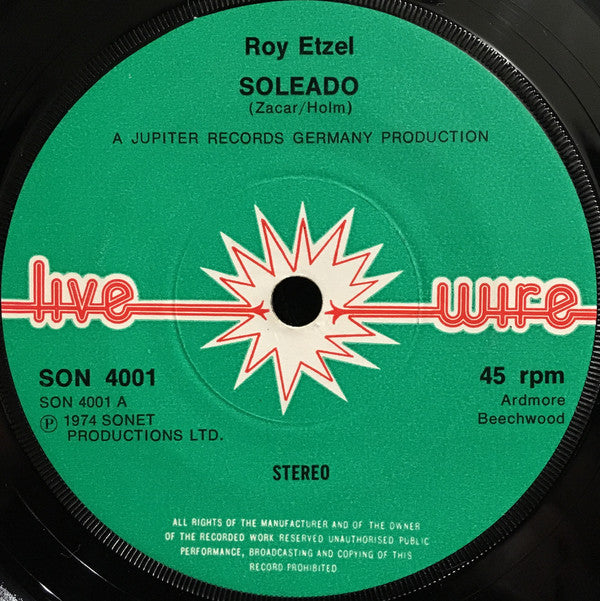 Roy Etzel
SOLEADO
(Zacar/Holm)
A JUPITER RECORDS GERMANY PRODUCTION
live wire
SON 4001
SON 4001 A
Ⓟ 1974 SONET
PRODUCTIONS LTD.
45 rpm
Ardmore
Beechwood
STEREO
ALL RIGHTS OF THE MANUFACTURER AND OF THE OWNER
OF THE RECORDED WORK RESERVED UNAUTHORISED PUBLIC
PERFORMANCE, BROADCASTING AND COPYING OF THIS
RECORD PROHIBITED